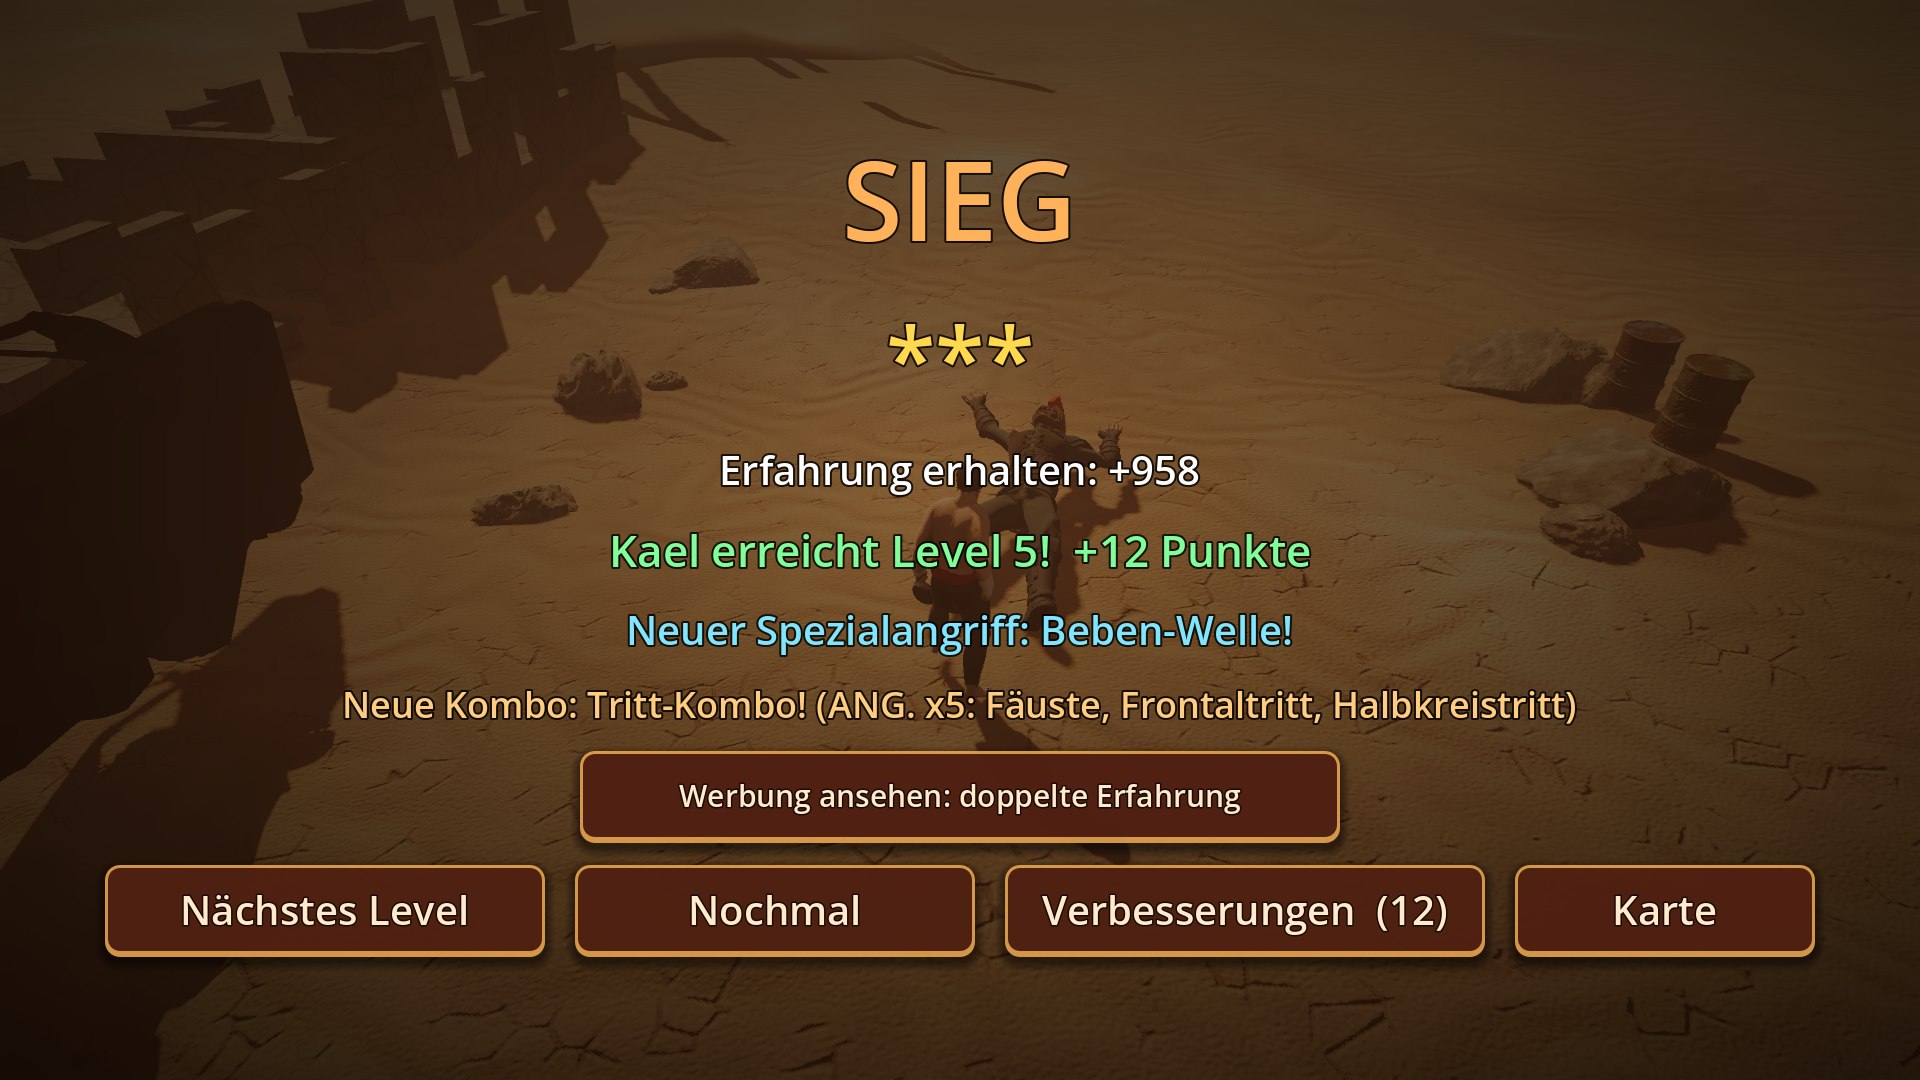 SIEG
***
Erfahrung erhalten: +958
Kael erreicht Level 5!  +12 Punkte
Neuer Spezialangriff: Beben-Welle!
Neue Kombo: Tritt-Kombo! (ANG. x5: Fäuste, Frontaltritt, Halbkreistritt)
Werbung ansehen: doppelte Erfahrung
Nächstes Level
Nochmal
Verbesserungen  (12)
Karte